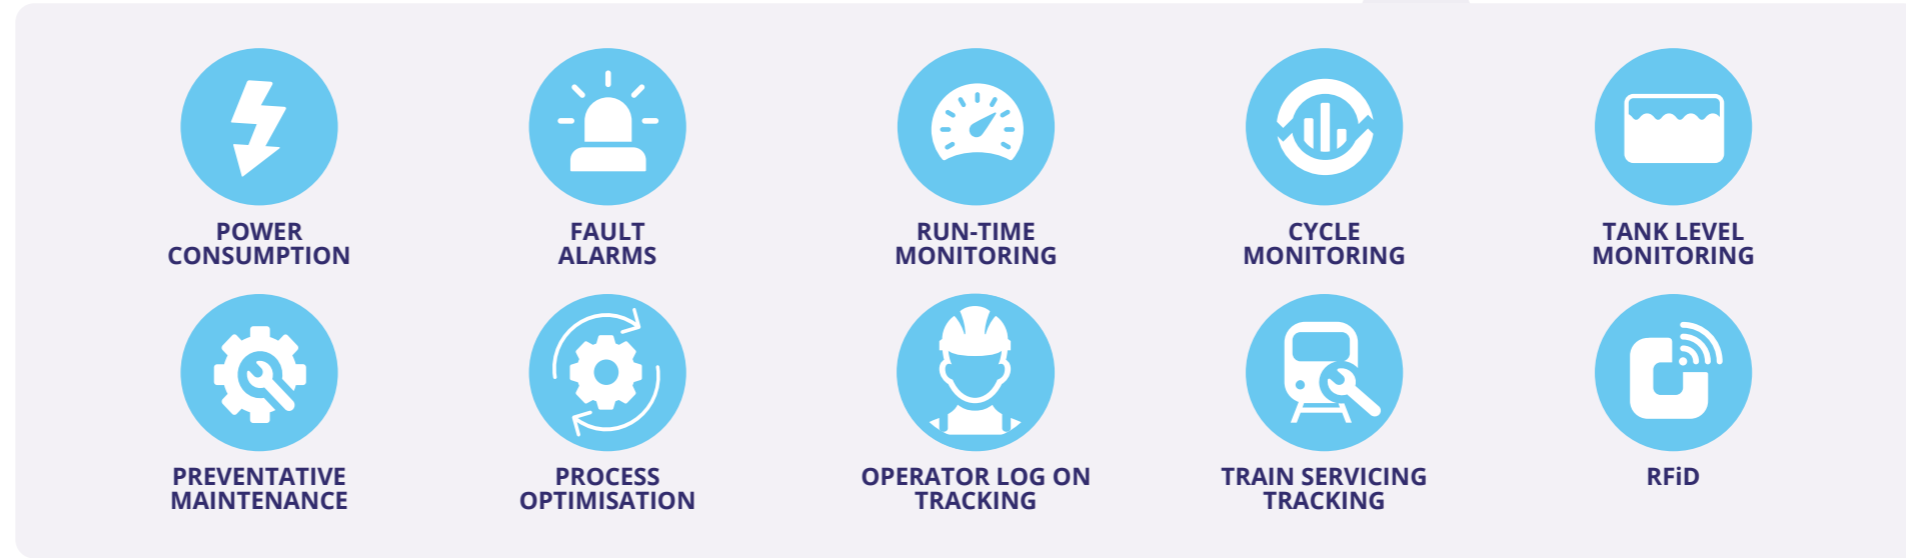 POWER
CONSUMPTION
FAULT
ALARMS
RUN-TIME
MONITORING
CYCLE
MONITORING
TANK LEVEL
MONITORING
PREVENTATIVE
MAINTENANCE
PROCESS
OPTIMISATION
OPERATOR LOG ON
TRACKING
TRAIN SERVICING
TRACKING
RFiD